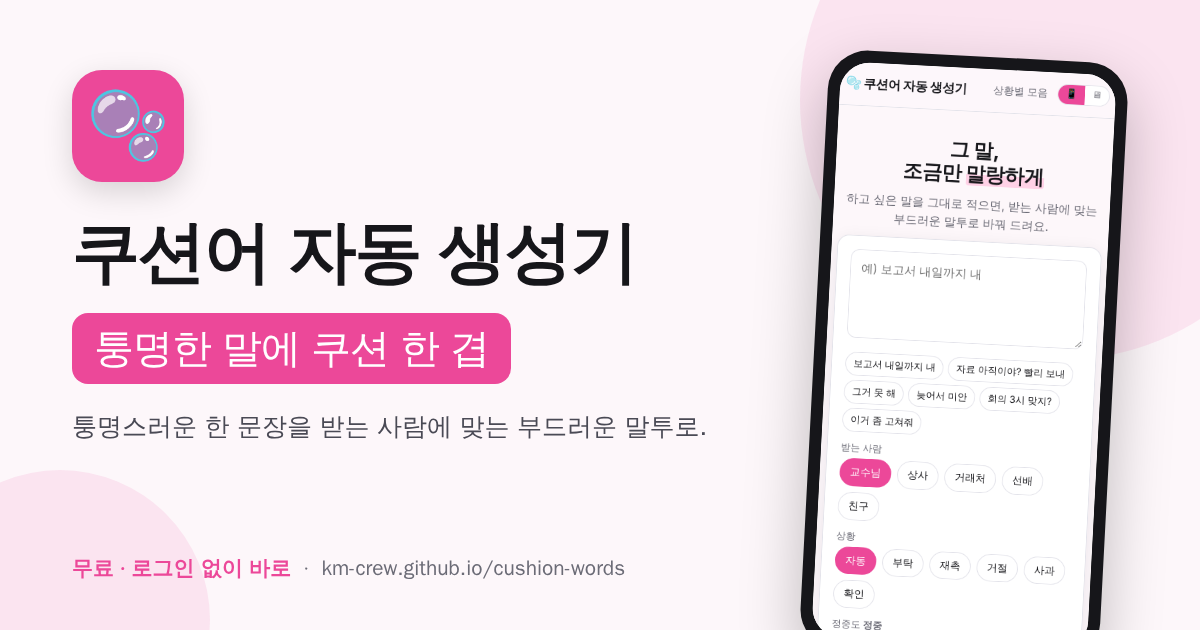 쿠션어 자동 생성기
퉁명한 말에 쿠션 한 겹
퉁명스러운 한 문장을 받는 사람에 맞는 부드러운 말투로.
무료 · 로그인 없이 바로 · km-crew.github.io/cushion-words
쿠션어 자동 생성기 상황별 모음
그 말,
조금만 말랑하게
하고 싶은 말을 그대로 적으면, 받는 사람에 맞는
부드러운 말투로 바꿔 드려요.
예) 보고서 내일까지 내
보고서 내일까지 내 자료 아직이야? 빨리 보내
그거 못 해 늦어서 미안 회의 3시 맞지?
이거 좀 고쳐줘
받는 사람
교수님 상사 거래처 선배
친구
상황
자동 부탁 재촉 거절 사과
확인
정중도 정중